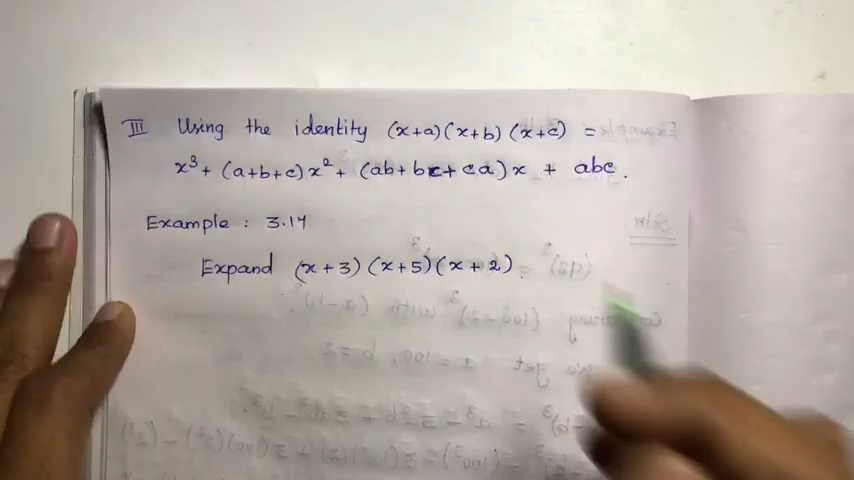 III Using the identity (x+a)(x+b)(x+c) =
x³ + (a+b+c)x² + (ab+bc+ca)x + abc.
Example : 3.14
Expand (x+3)(x+5)(x+2).